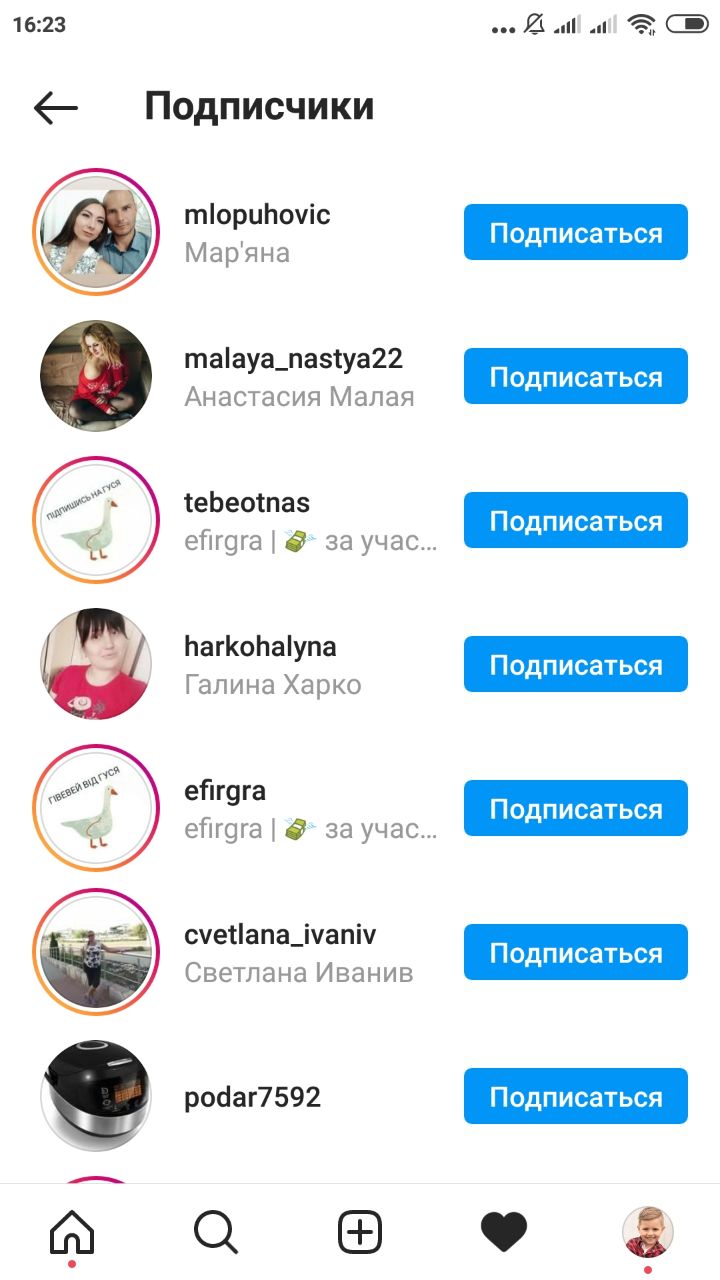 16:23
Подписчики
mlopuhovic
Мар'яна
Подписаться
malaya_nastya22
Анастасия Малая
Подписаться
ПІДПИШИСЬ НА ГУСЯ
tebeotnas
efirgra | 💸 за учас...
Подписаться
harkohalyna
Галина Харко
Подписаться
ГІВЕВЕЙ ВІД ГУСЯ
efirgra
efirgra | 💸 за учас...
Подписаться
cvetlana_ivaniv
Светлана Иванив
Подписаться
podar7592
Подписаться